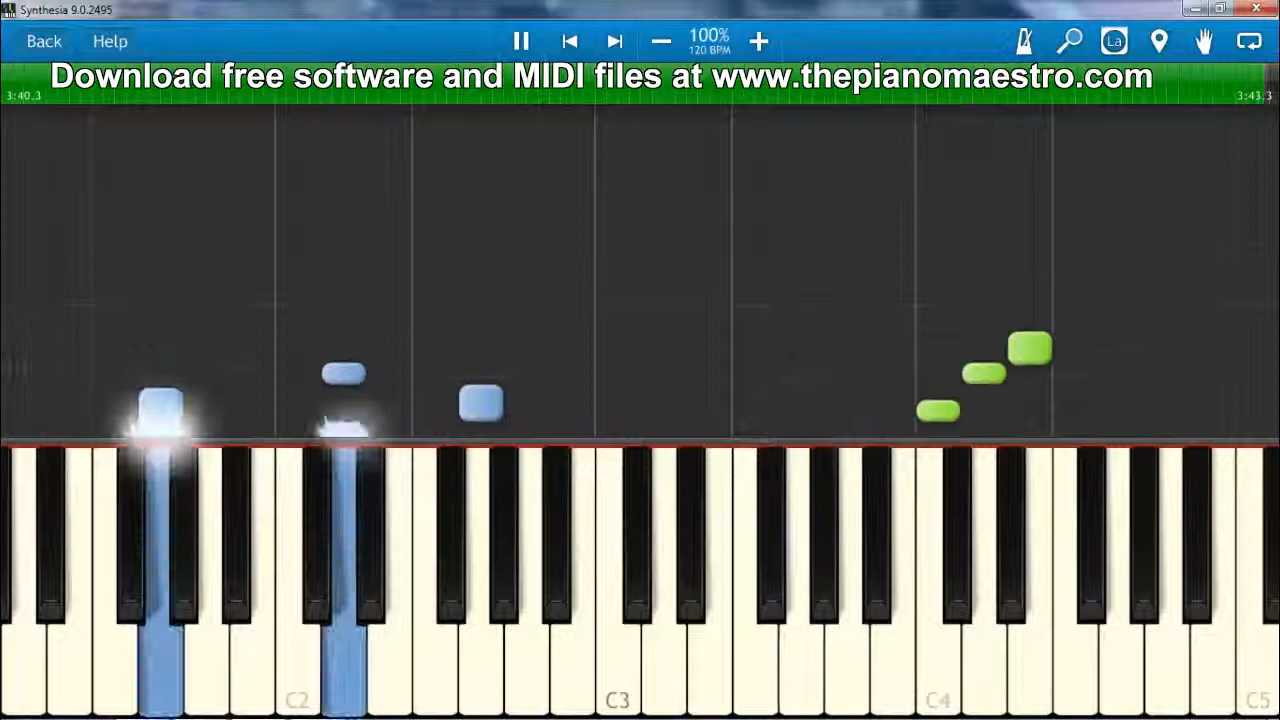 Synthesia 9.0.2495
Back Help 100%
120 BPM
La
Download free software and MIDI files at www.thepianomaestro.com
3:40.3 3:43.3
C2 C3 C4 C5